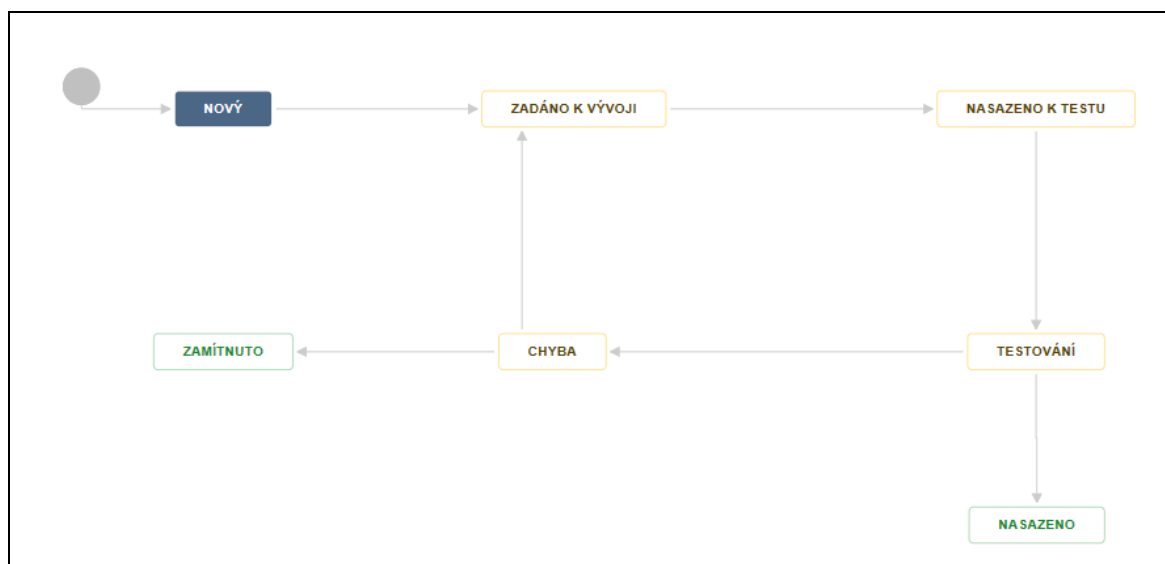 NOVÝ
ZADÁNO K VÝVOJI
NASAZENO K TESTU
ZAMÍTNUTO
CHYBA
TESTOVÁNÍ
NASAZENO